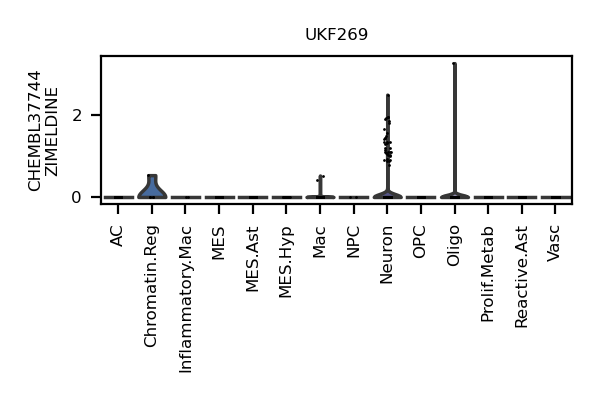 UKF269
CHEMBL37744
ZIMELDINE
2
0
AC
Chromatin.Reg
Inflammatory.Mac
MES
MES.Ast
MES.Hyp
Mac
NPC
Neuron
OPC
Oligo
Prolif.Metab
Reactive.Ast
Vasc